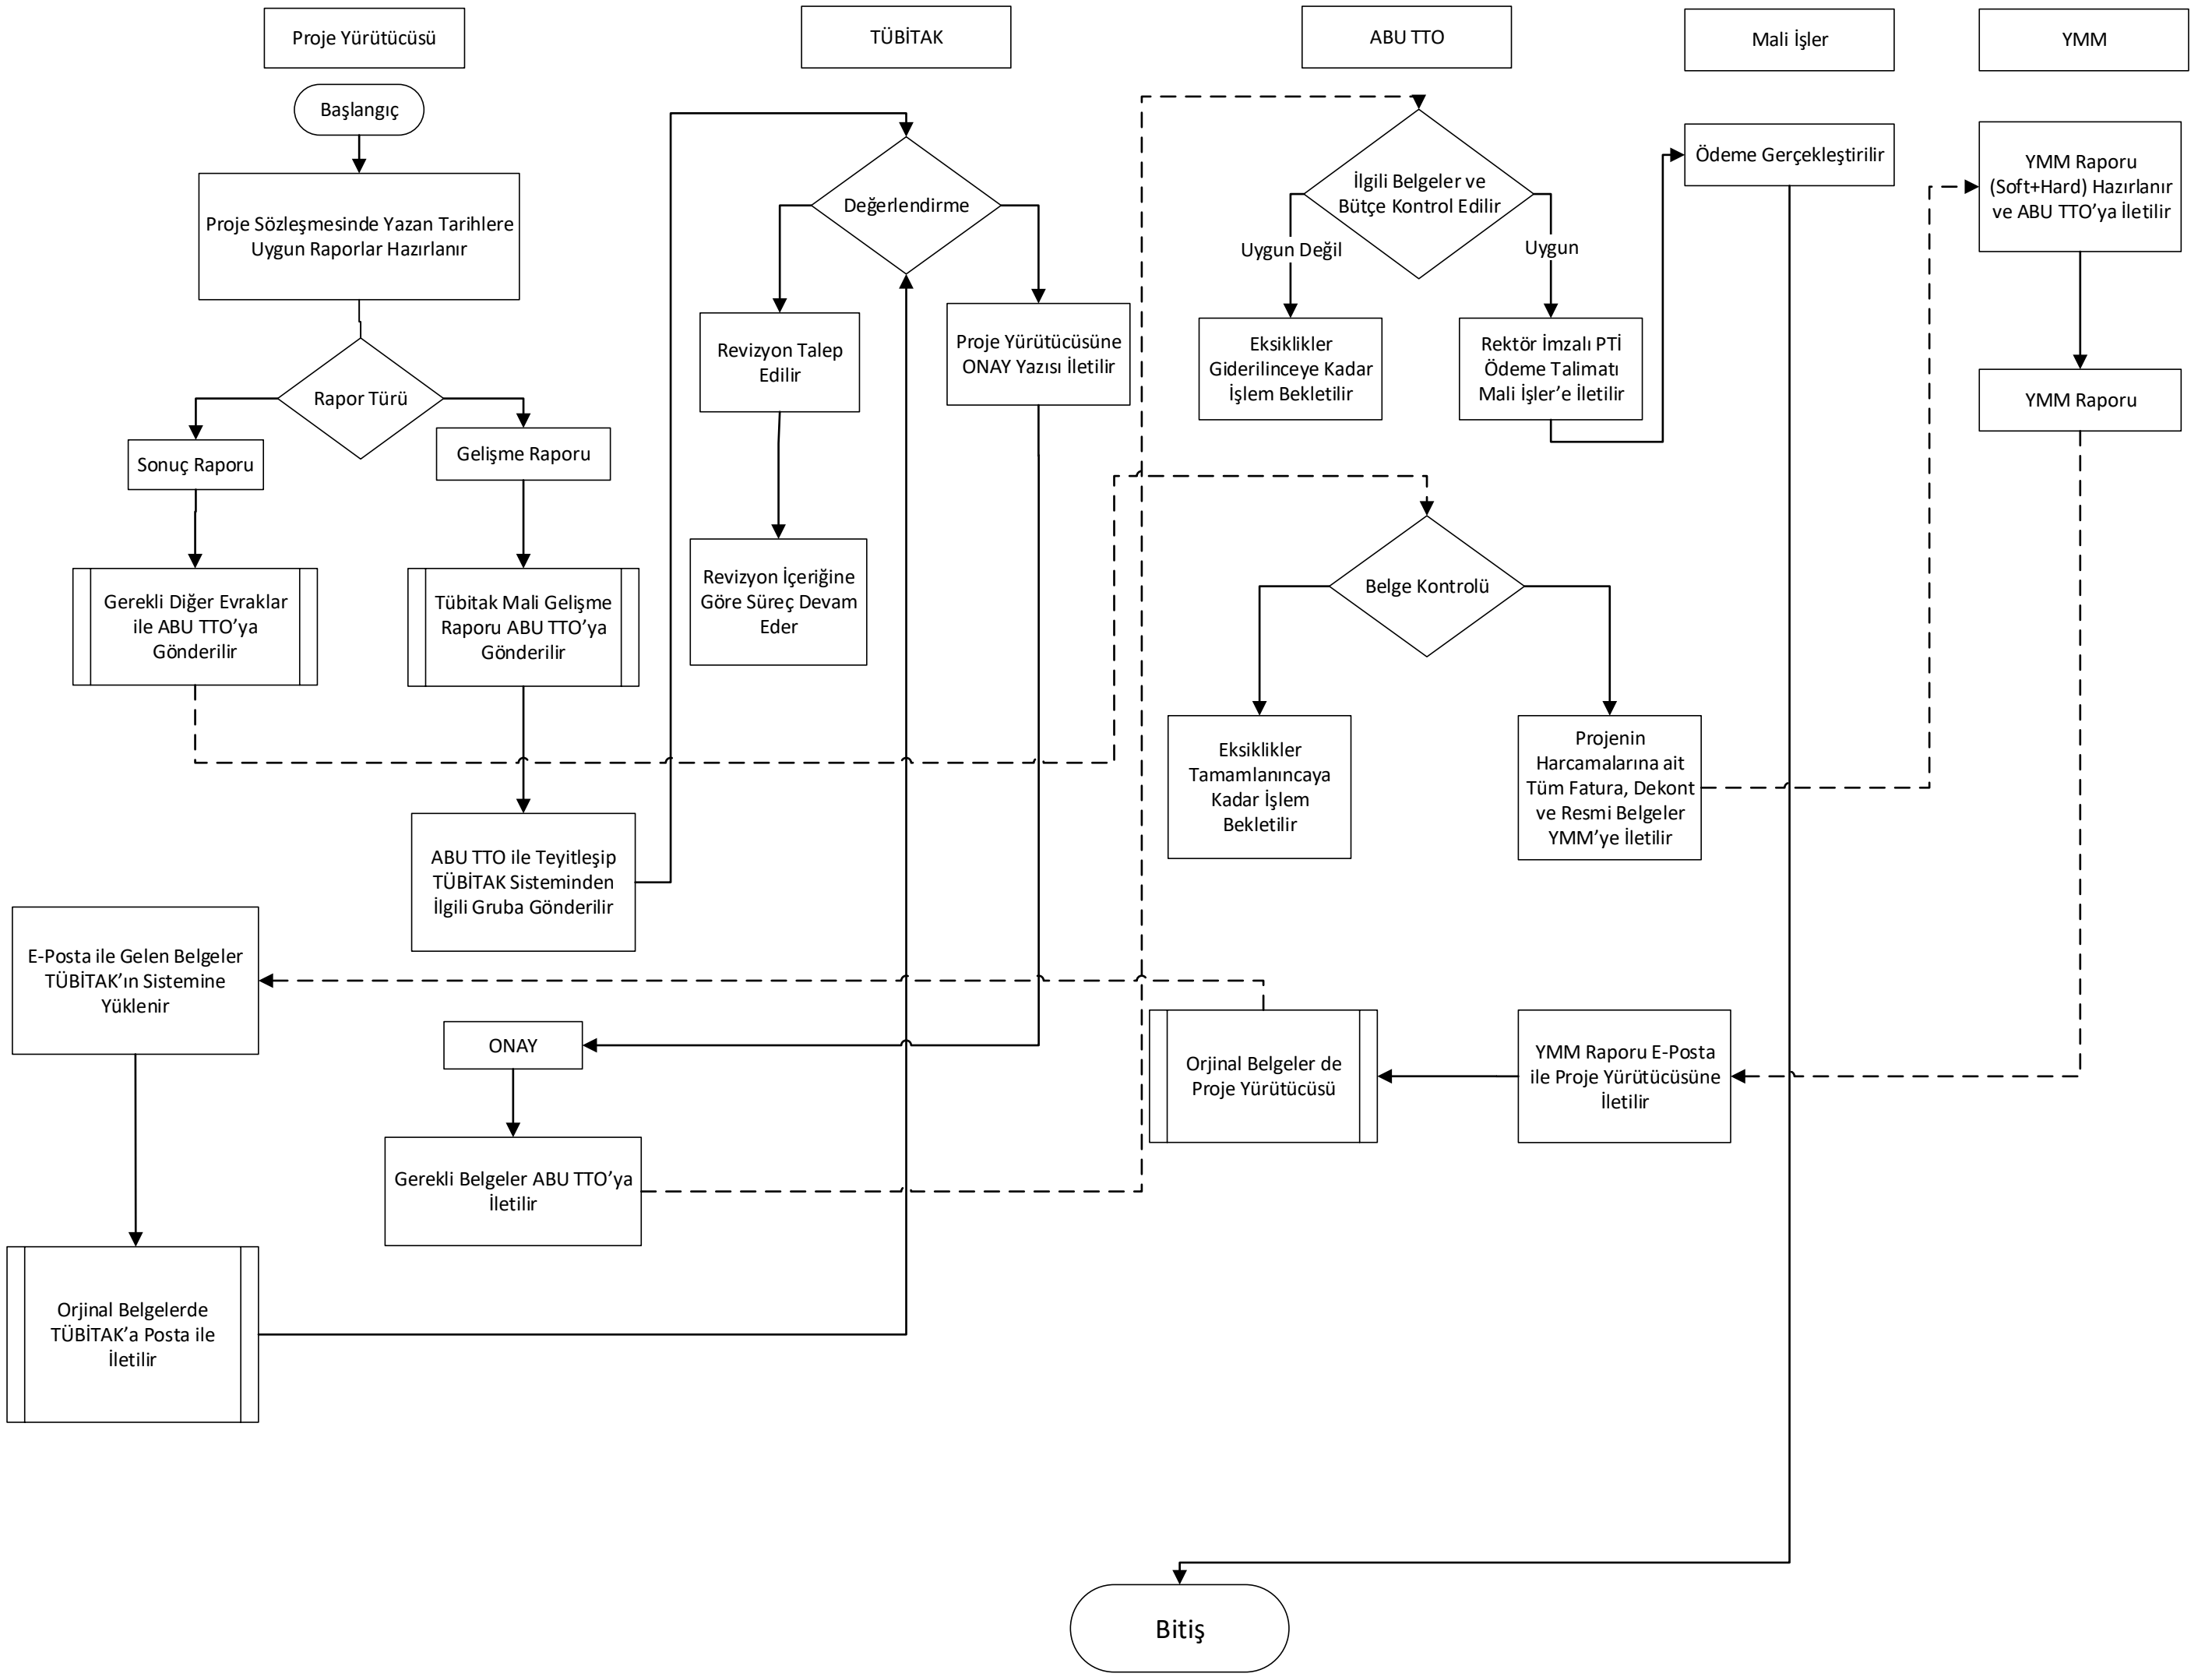 Proje Yürütücüsü
TÜBİTAK
ABU TTO
Mali İşler
YMM
Başlangıç
Proje Sözleşmesinde Yazan Tarihlere
Uygun Raporlar Hazırlanır
Rapor Türü
Sonuç Raporu
Gelişme Raporu
Gerekli Diğer Evraklar
ile ABU TTO’ya
Gönderilir
Tübitak Mali Gelişme
Raporu ABU TTO’ya
Gönderilir
ABU TTO ile Teyitleşip
TÜBİTAK Sisteminden
İlgili Gruba Gönderilir
E-Posta ile Gelen Belgeler
TÜBİTAK’ın Sistemine
Yüklenir
ONAY
Gerekli Belgeler ABU TTO’ya
İletilir
Orjinal Belgelerde
TÜBİTAK’a Posta ile
İletilir
Değerlendirme
Revizyon Talep
Edilir
Proje Yürütücüsüne
ONAY Yazısı İletilir
Revizyon İçeriğine
Göre Süreç Devam
Eder
İlgili Belgeler ve
Bütçe Kontrol Edilir
Uygun Değil
Uygun
Eksiklikler
Giderilinceye Kadar
İşlem Bekletilir
Rektör İmzalı PTİ
Ödeme Talimatı
Mali İşler’e İletilir
Belge Kontrolü
Eksiklikler
Tamamlanıncaya
Kadar İşlem
Bekletilir
Projenin
Harcamalarına ait
Tüm Fatura, Dekont
ve Resmi Belgeler
YMM’ye İletilir
Orjinal Belgeler de
Proje Yürütücüsü
YMM Raporu E-Posta
ile Proje Yürütücüsüne
İletilir
Ödeme Gerçekleştirilir
YMM Raporu
(Soft+Hard) Hazırlanır
ve ABU TTO’ya İletilir
YMM Raporu
Bitiş